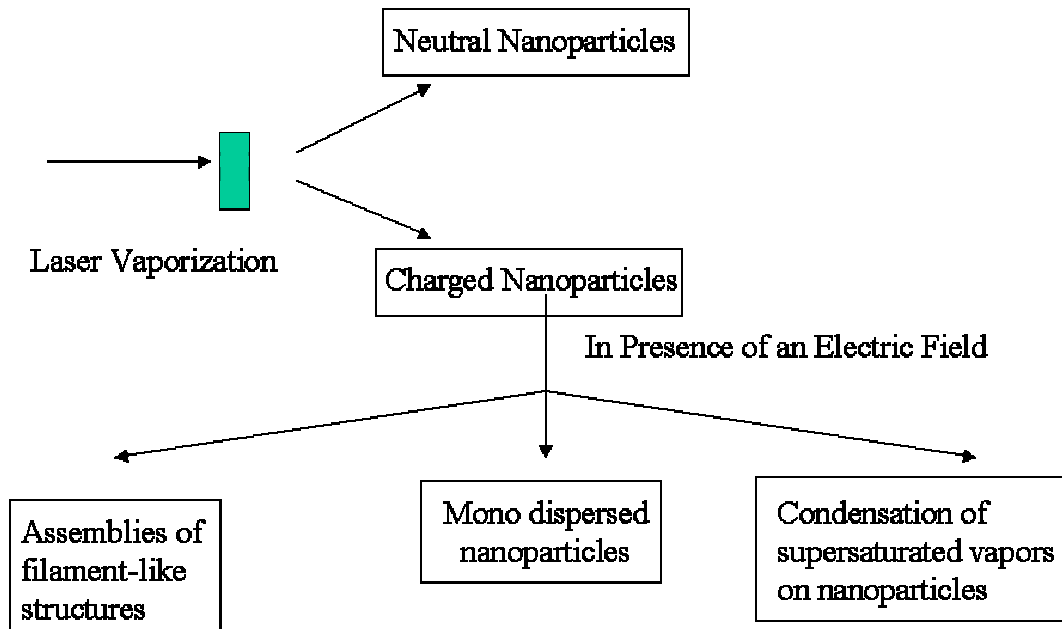 Neutral Nanoparticles
Laser Vaporization
Charged Nanoparticles
In Presence of an Electric Field
Assemblies of
filament-like
structures
Mono dispersed
nanoparticles
Condensation of
supersaturated vapors
on nanoparticles